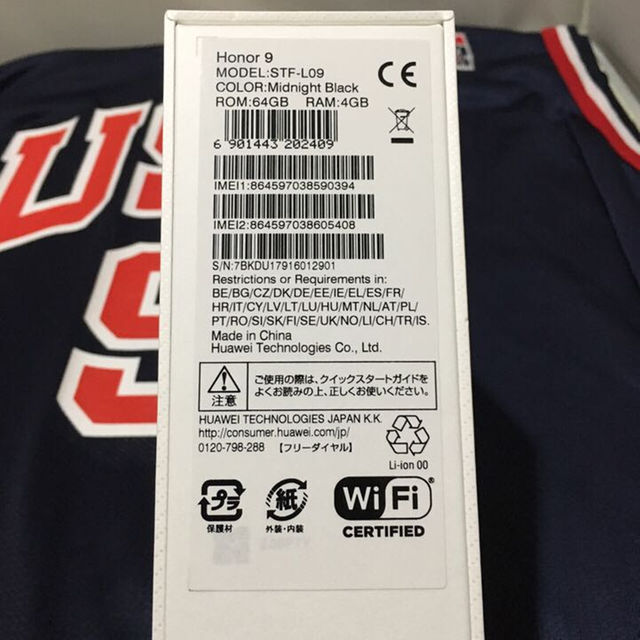 Honor 9
MODEL:STF-L09
COLOR:Midnight Black
ROM:64GB RAM:4GB
CE
6 901443 202409
IMEI1:864597038590394
IMEI2:864597038605408
S/N:7BKDU17916012901
Restrictions or Requirements in:
BE/BG/CZ/DK/DE/EE/IE/EL/ES/FR/
HR/IT/CY/LV/LT/LU/HU/MT/NL/AT/PL/
PT/RO/SI/SK/FI/SE/UK/NO/LI/CH/TR/IS.
Made in China
Huawei Technologies Co., Ltd.
注意
ご使用の際は、クイックスタートガイドを
よくお読みの上、正しくお使いください。
HUAWEI TECHNOLOGIES JAPAN K.K.
http://consumer.huawei.com/jp/
0120-798-288 【フリーダイヤル】
Li-ion 00
プラ
保護材
紙
外装・内装
WiFi
CERTIFIED
US
9